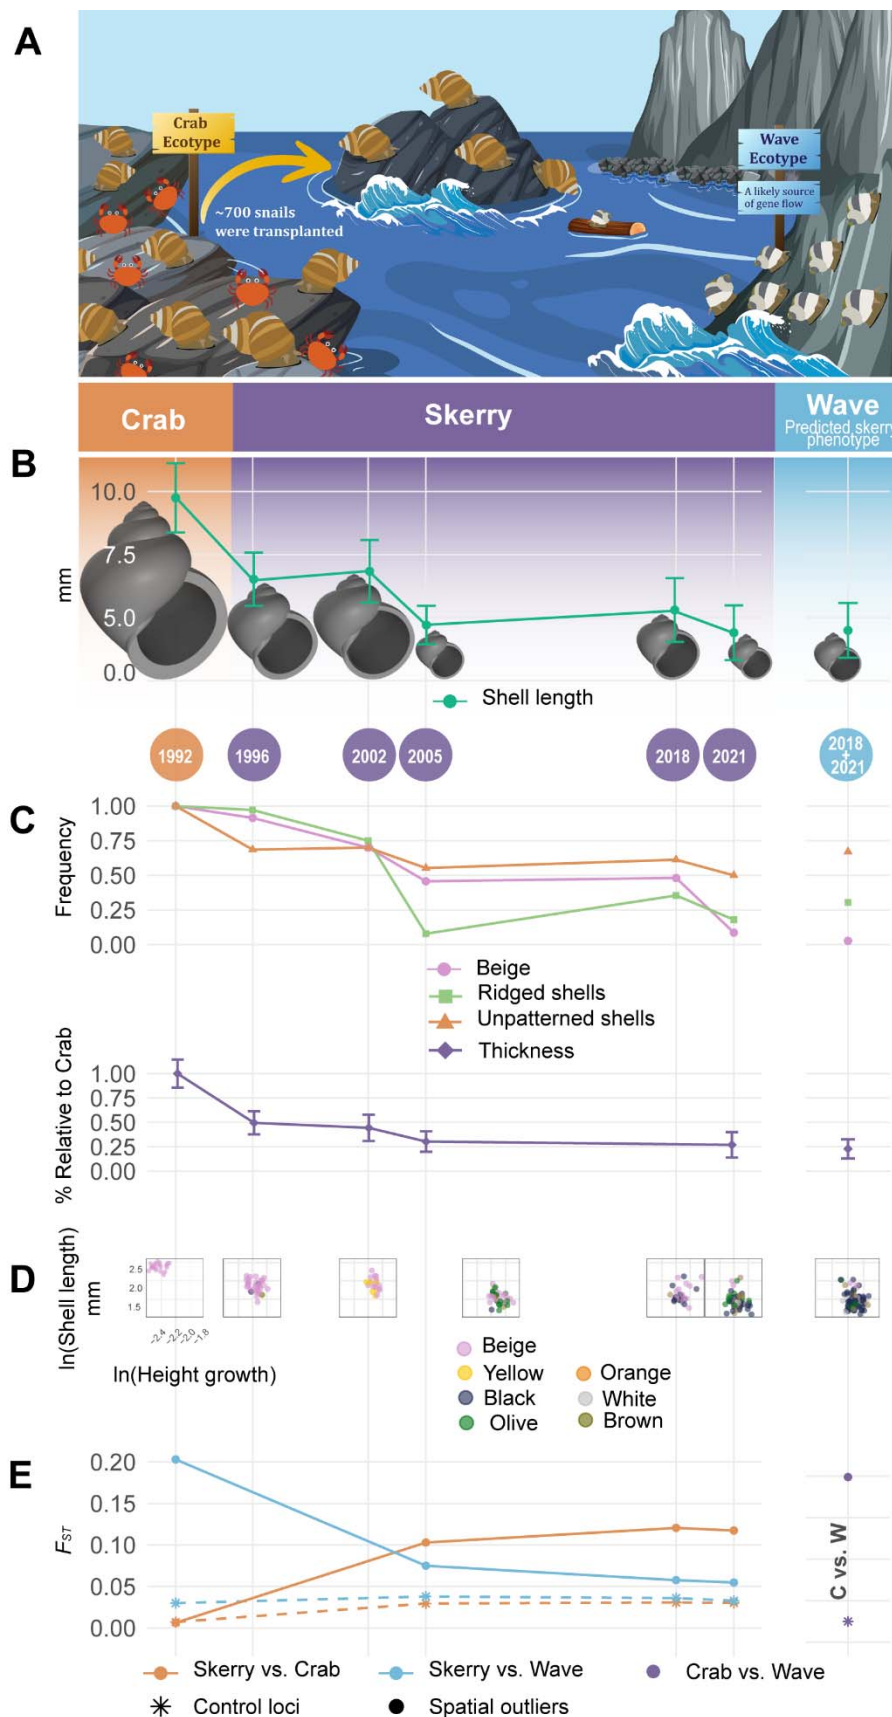 A
Crab
Ecotype
~700 snails
were transplanted
Wave
Ecotype
A likely source
of gene flow
Crab
Skerry
Wave
Predicted skerry
phenotype
B
mm
10.0
7.5
5.0
0.0
Shell length
1992
1996
2002
2005
2018
2021
2018
+
2021
C
Frequency
1.00
0.75
0.50
0.25
0.00
Beige
Ridged shells
Unpatterned shells
Thickness
% Relative to Crab
1.00
0.75
0.50
0.25
0.00
D
ln(Shell length)
mm
2.5
2.0
1.5
-2.4
-2.2
-2.0
-1.8
ln(Height growth)
Beige
Yellow
Orange
Black
White
Olive
Brown
E
FST
0.20
0.15
0.10
0.05
0.00
C vs. W
Skerry vs. Crab
Skerry vs. Wave
Crab vs. Wave
Control loci
Spatial outliers